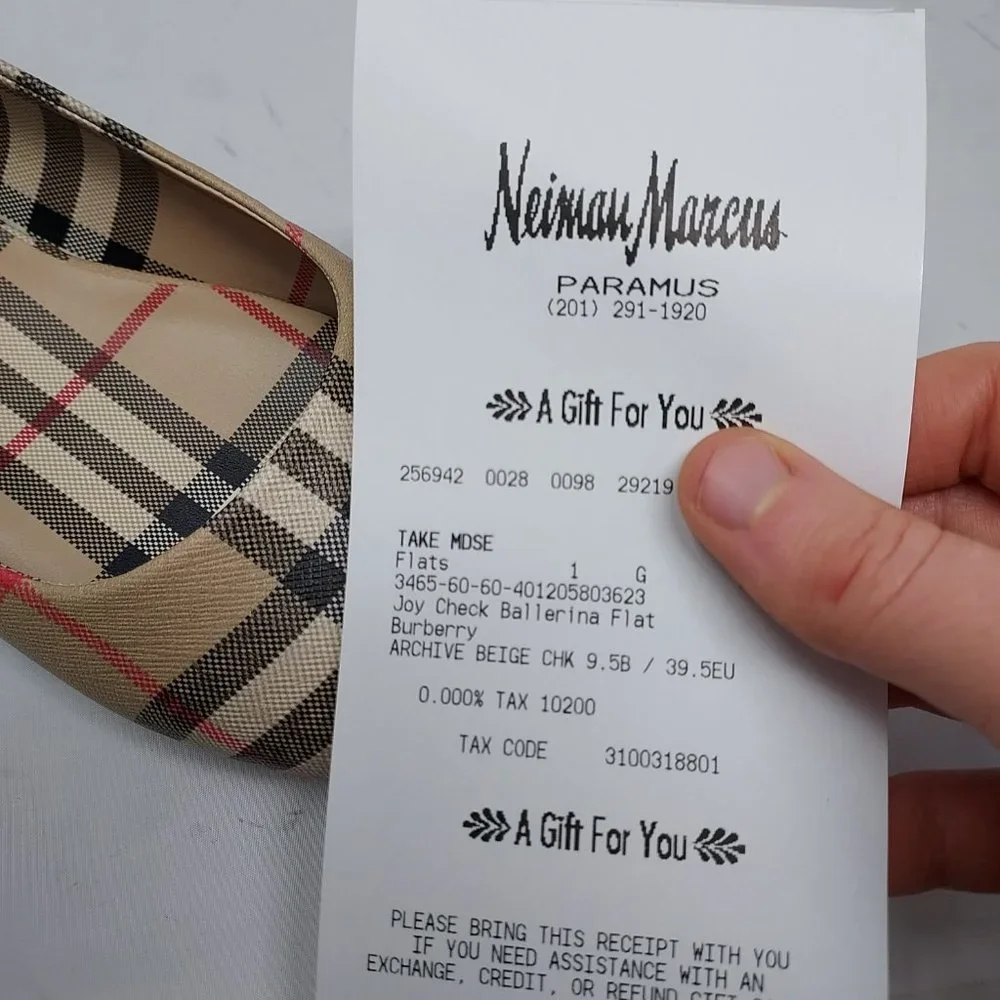 Neiman Marcus
PARAMUS
(201) 291-1920
A Gift For You
256942 0028 0098 29219
TAKE MDSE
Flats 1 G
3465-60-60-401205803623
Joy Check Ballerina Flat
Burberry
ARCHIVE BEIGE CHK 9.5B / 39.5EU
0.000% TAX 10200
TAX CODE 3100318801
A Gift For You
PLEASE BRING THIS RECEIPT WITH YOU
IF YOU NEED ASSISTANCE WITH AN
EXCHANGE, CREDIT, OR REFUND GIFT